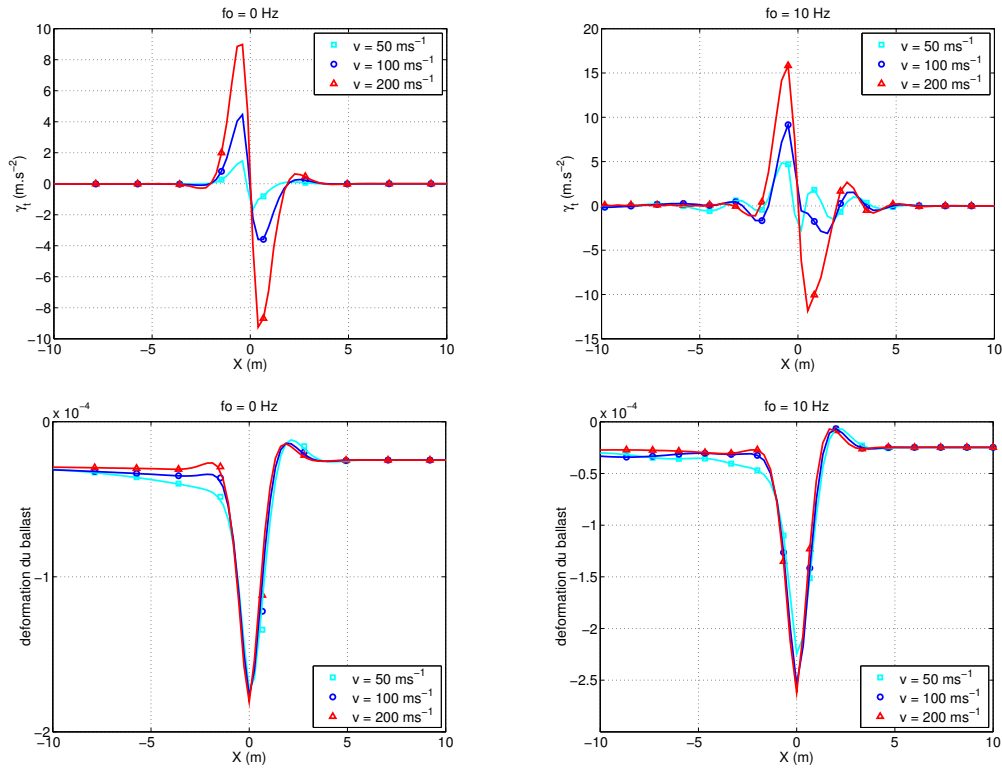 fo = 0 Hz
10
8
6
4
2
0
−2
−4
−6
−8
−10
γt (m.s−2)
−10
−5
0
5
10
X (m)
v = 50 ms−1
v = 100 ms−1
v = 200 ms−1
fo = 10 Hz
20
15
10
5
0
−5
−10
−15
γt (m.s−2)
−10
−5
0
5
10
X (m)
v = 50 ms−1
v = 100 ms−1
v = 200 ms−1
x 10−4
fo = 0 Hz
0
−1
−2
deformation du ballast
−10
−5
0
5
10
X (m)
v = 50 ms−1
v = 100 ms−1
v = 200 ms−1
x 10−4
fo = 10 Hz
0
−0.5
−1
−1.5
−2
−2.5
deformation du ballast
−10
−5
0
5
10
X (m)
v = 50 ms−1
v = 100 ms−1
v = 200 ms−1